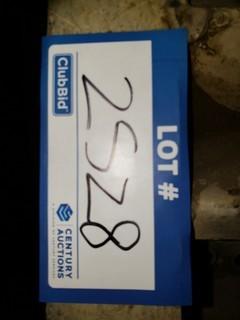 LOT #
2528
ClubBid
CENTURY
AUCTIONS